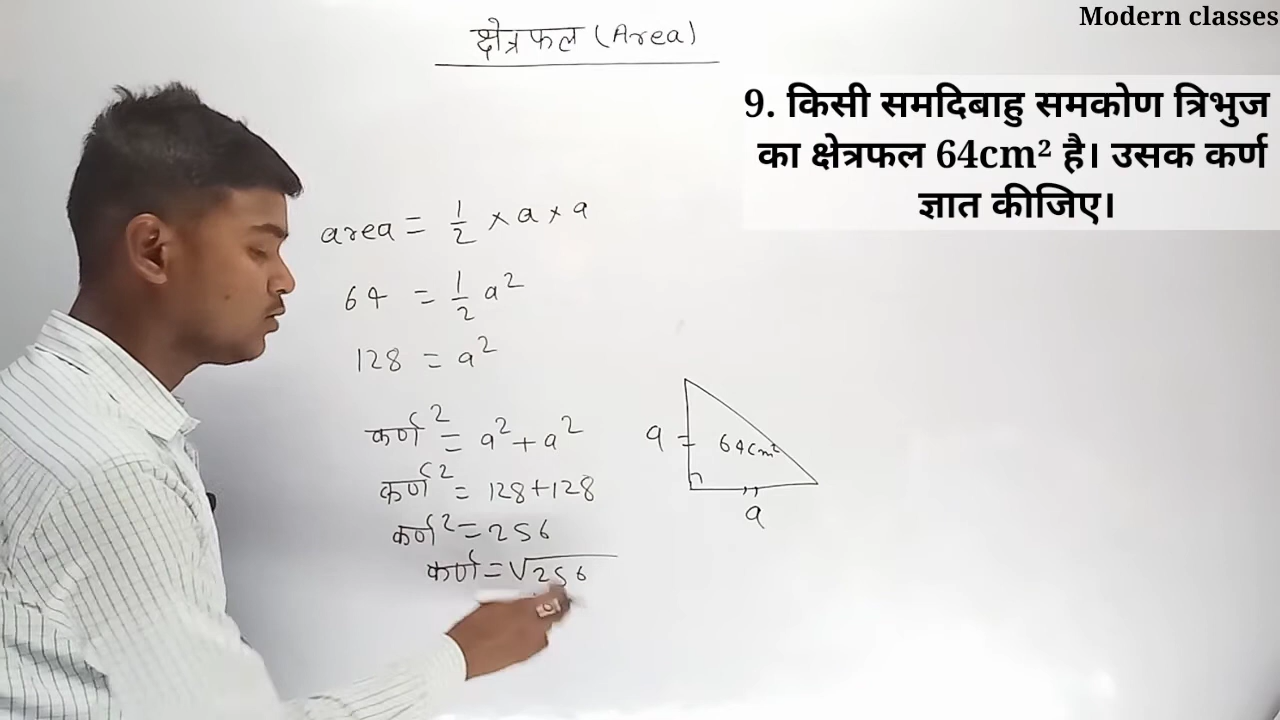 Modern classes
क्षेत्रफल (Area)
9. किसी समदिबाहु समकोण त्रिभुज
का क्षेत्रफल 64cm² है। उसक कर्ण
ज्ञात कीजिए।
area = 1/2 × a × a
64 = 1/2 a²
128 = a²
कर्ण² = a² + a²
कर्ण² = 128+128
कर्ण² = 256
कर्ण = √256
a
64cm²
a